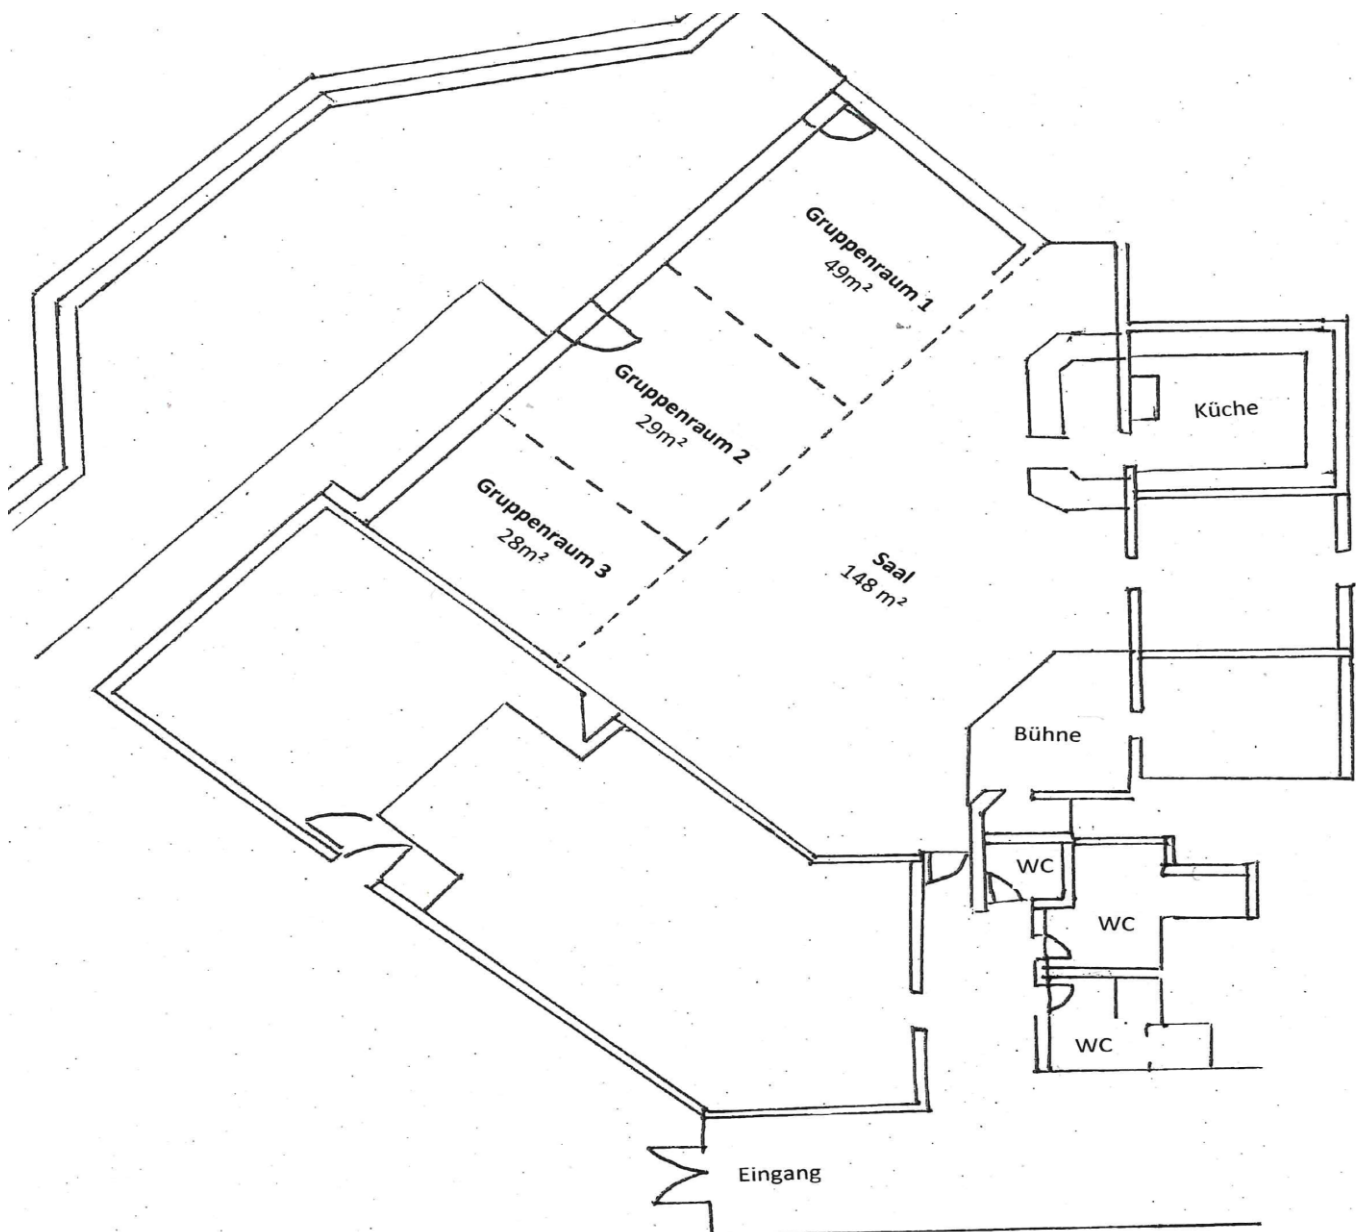 Gruppenraum 1
49m²
Gruppenraum 2
29m²
Gruppenraum 3
28m²
Küche
Saal
148 m²
Bühne
WC
WC
WC
Eingang